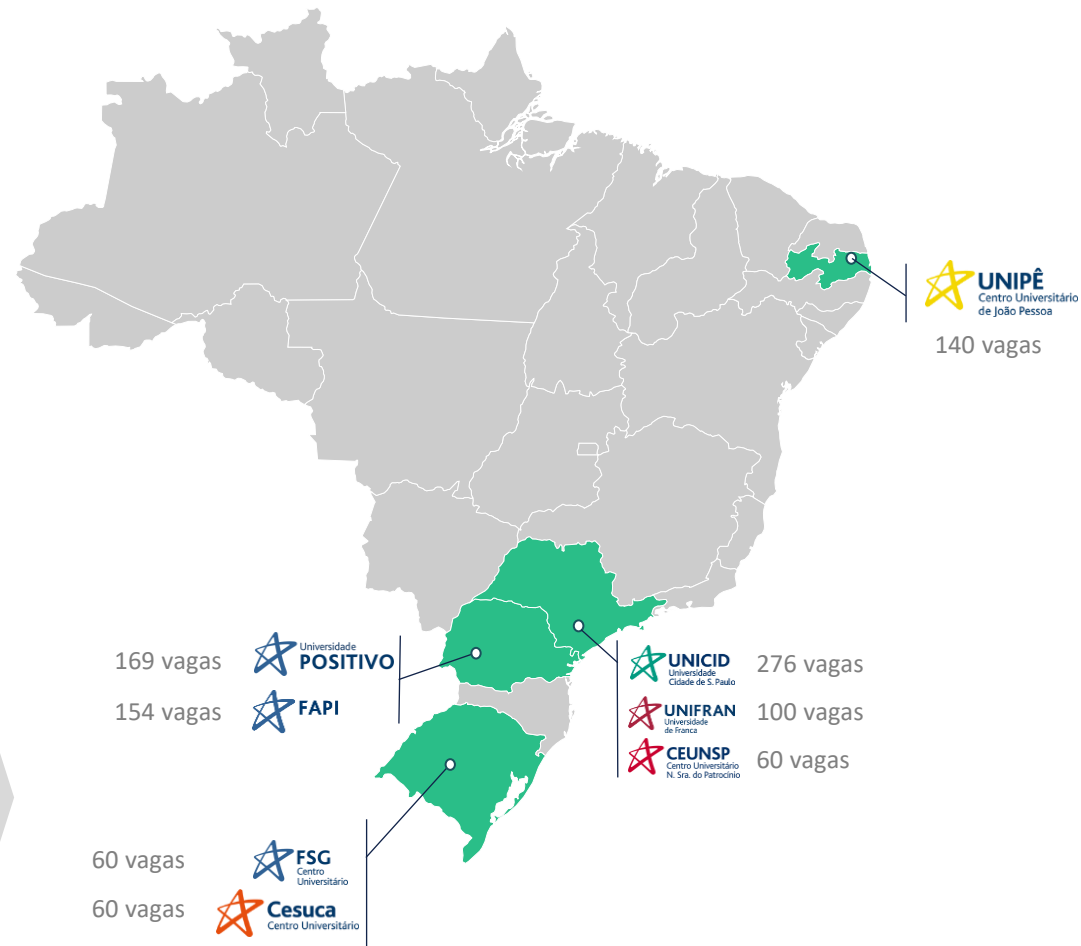 UNIPÊ
Centro Universitário
de João Pessoa
140 vagas
169 vagas
Universidade
POSITIVO
154 vagas
FAPI
UNICID
Universidade
Cidade de S. Paulo
276 vagas
UNIFRAN
Universidade
de Franca
100 vagas
CEUNSP
Centro Universitário
N. Sra. do Patrocínio
60 vagas
60 vagas
FSG
Centro
Universitário
60 vagas
Cesuca
Centro Universitário